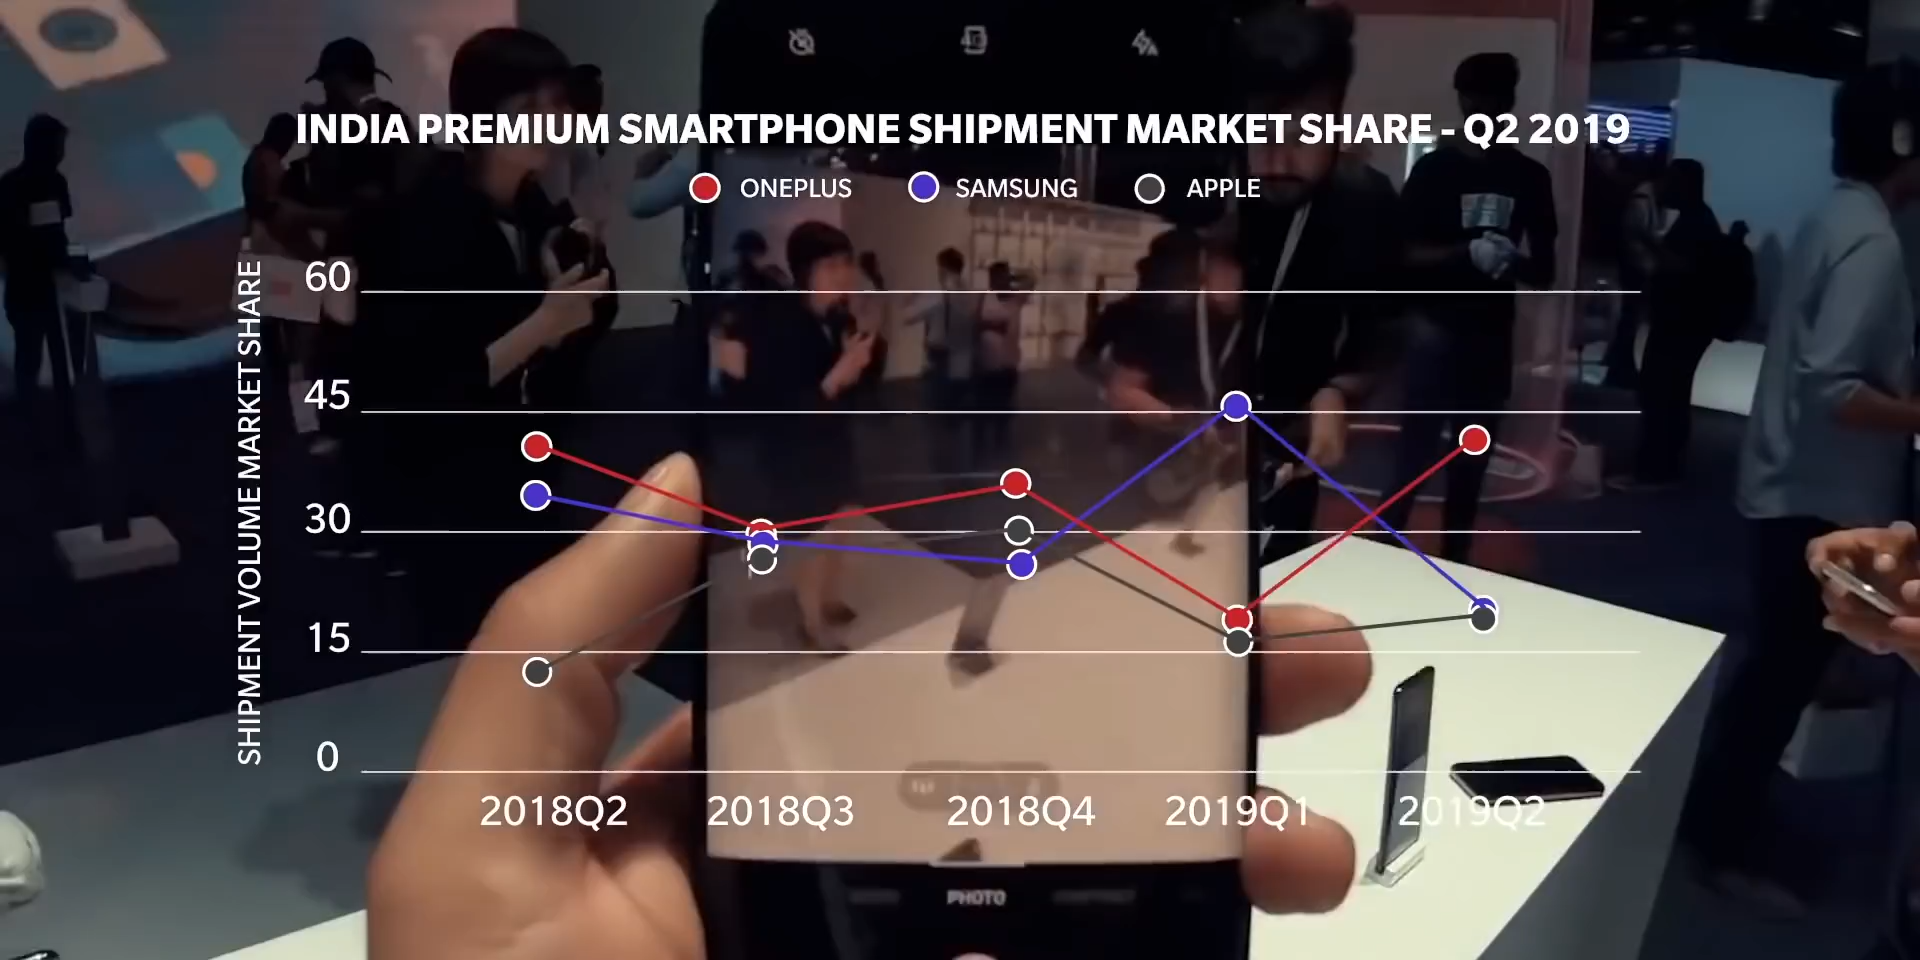 INDIA PREMIUM SMARTPHONE SHIPMENT MARKET SHARE - Q2 2019
ONEPLUS SAMSUNG APPLE
SHIPMENT VOLUME MARKET SHARE
60
45
30
15
0
2018Q2 2018Q3 2018Q4 2019Q1 2019Q2
PHOTO